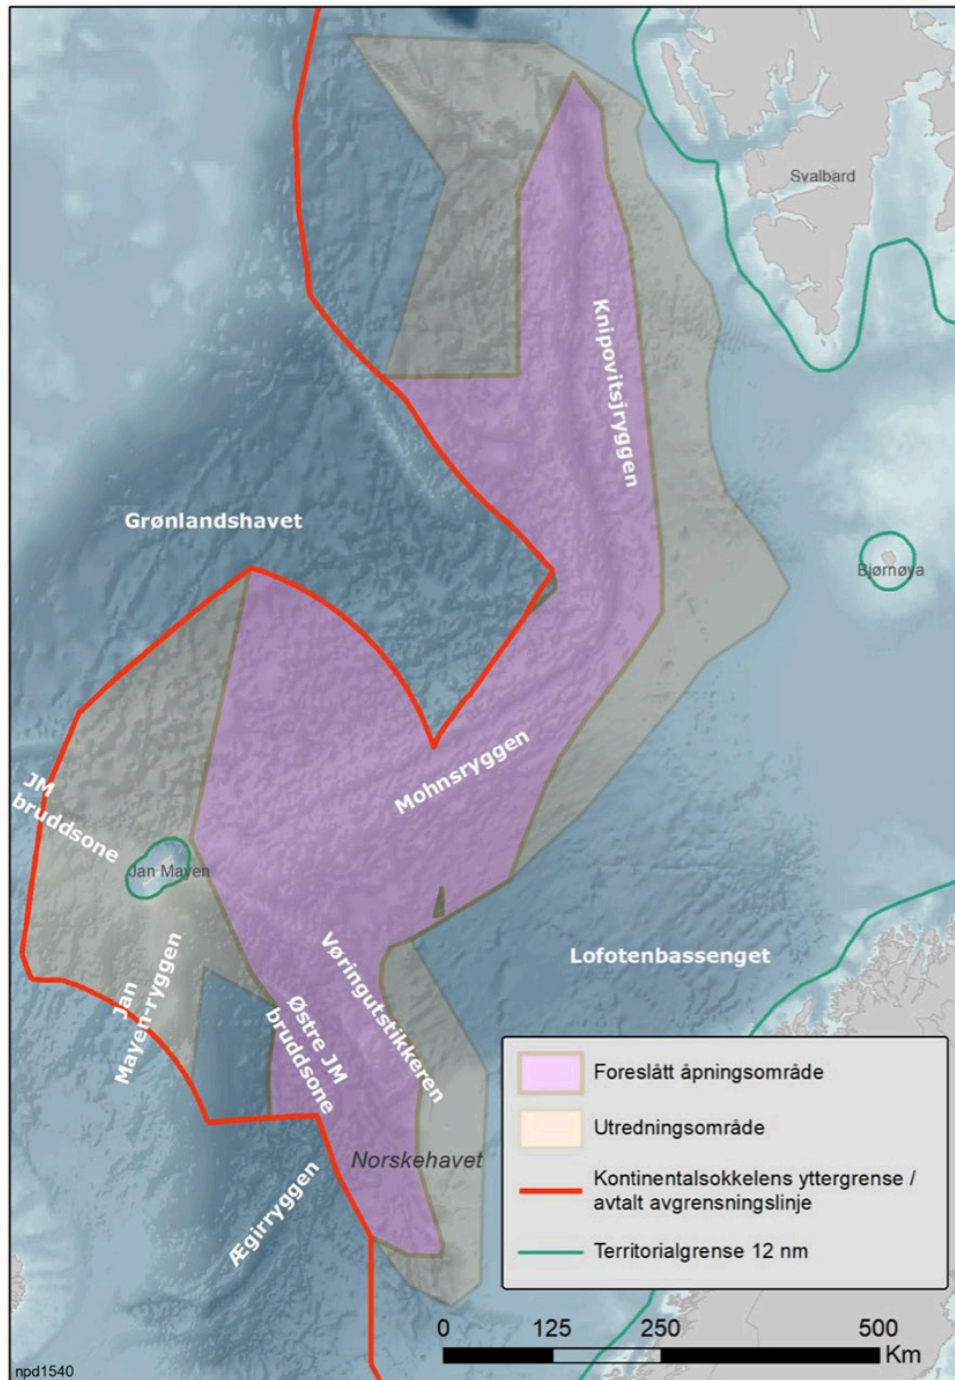 Svalbard
Knipovitsjryggen
Grønlandshavet
Bjørnøya
Mohnsryggen
JM
bruddsone
Jan Mayen
Vøringutstikkeren
Lofotenbassenget
Jan
Mayen-ryggen
Østre JM
bruddsone
Norskehavet
Ægirryggen
Foreslått åpningsområde
Utredningsområde
Kontinentalsokkelens yttergrense /
avtalt avgrensningslinje
Territorialgrense 12 nm
0 125 250 500
Km
npd1540